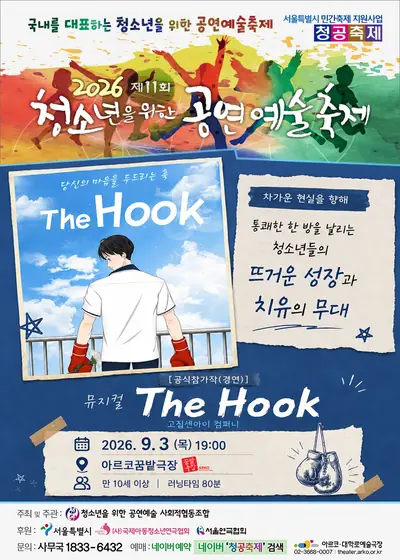 국내를 대표하는 청소년을 위한 공연예술축제
서울특별시 민간축제 지원사업
청공축제
2026 제11회
청소년을 위한 공연예술축제
당신의 마음을 두드리는 훅
The Hook
차가운 현실을 향해
통쾌한 한 방을 날리는
청소년들의
뜨거운 성장과
치유의 무대
[공식참가작(경연)]
뮤지컬 The Hook
고집센아이 컴퍼니
2026. 9.3 (목) 19:00
아르코꿈밭극장
만 10세 이상 | 러닝타임 80분
주최 및 주관 : 청소년을 위한 공연예술 사회적협동조합
후원 : 서울특별시 (사)국제아동청소년연극협회 서울연극협회
문의 : 사무국 1833-6432 예매 : 네이버예약 네이버 '청공축제' 검색
아르코·대학로예술극장
02-3668-0007 | theater.arko.or.kr